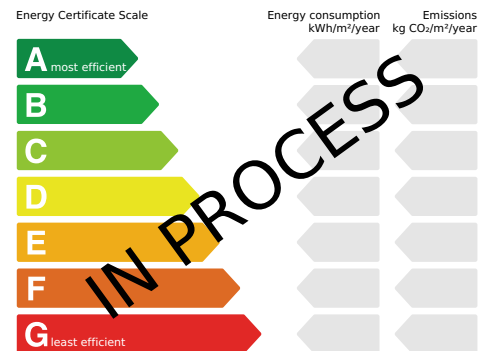 Energy Certificate Scale
Energy consumption
kWh/m²/year
Emissions
kg CO₂/m²/year
A most efficient
B
C
D
E
F
G least efficient
IN PROCESS